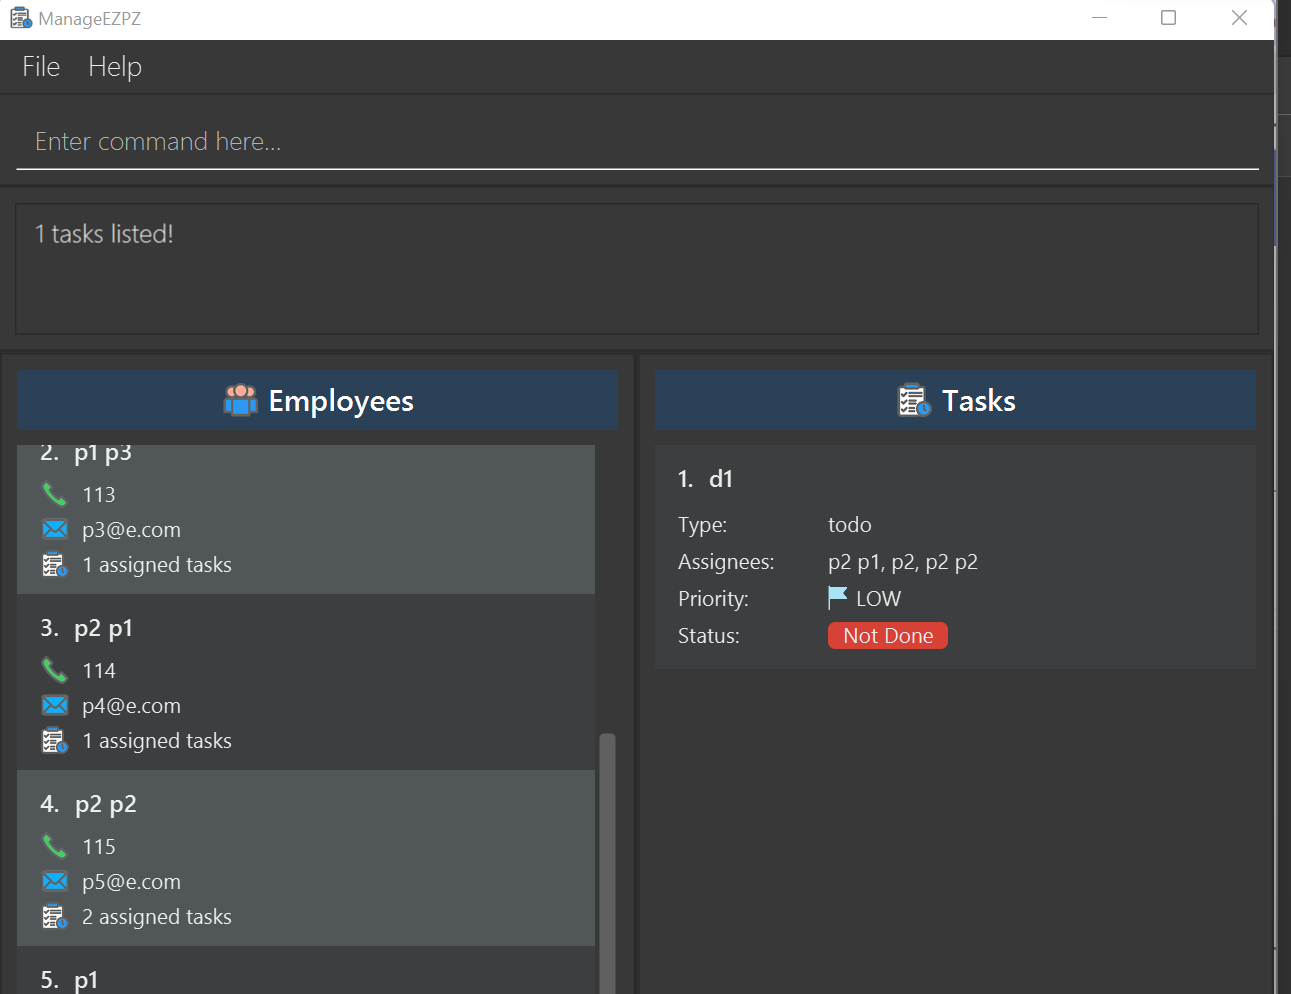 ManageEZPZ
File Help
Enter command here...
1 tasks listed!
Employees
2. p1 p3
113
p3@e.com
1 assigned tasks
3. p2 p1
114
p4@e.com
1 assigned tasks
4. p2 p2
115
p5@e.com
2 assigned tasks
5. p1
Tasks
1. d1
Type: todo
Assignees: p2 p1, p2, p2 p2
Priority: LOW
Status: Not Done